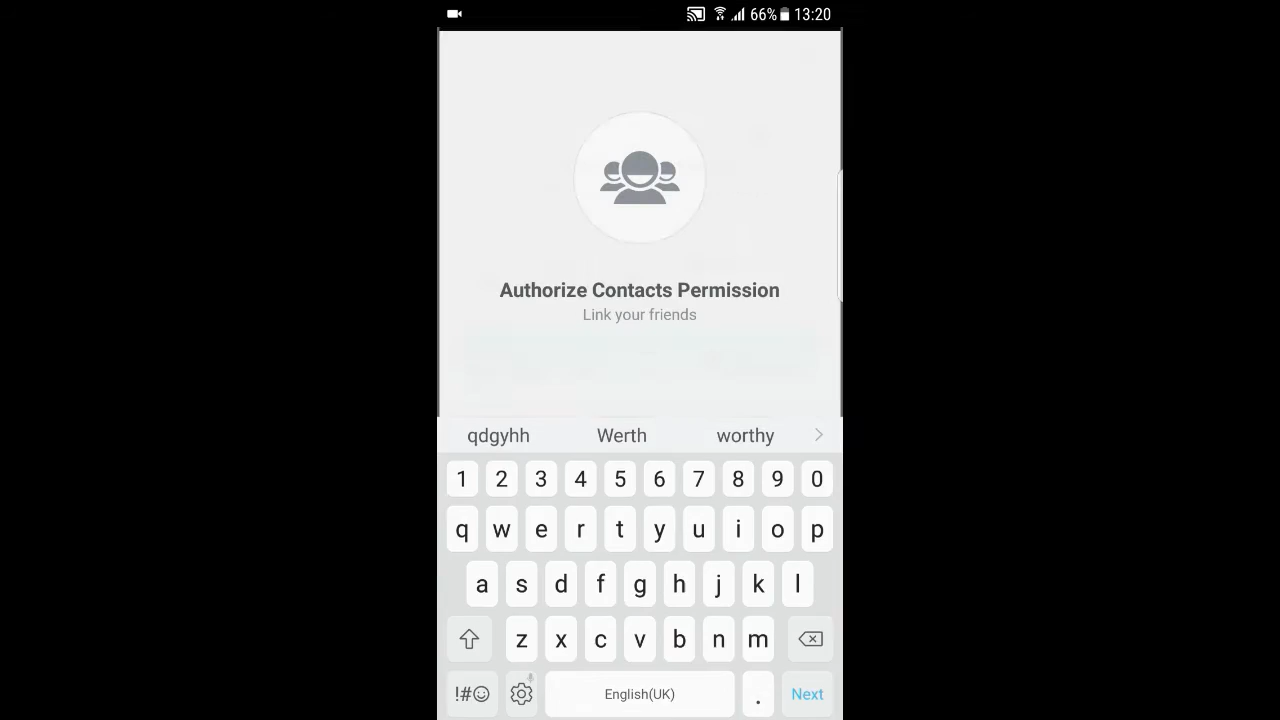 66% 13:20
Authorize Contacts Permission
Link your friends
qdgyhh Werth worthy
1 2 3 4 5 6 7 8 9 0
q w e r t y u i o p
a s d f g h j k l
z x c v b n m
!#☺ English(UK) . Next